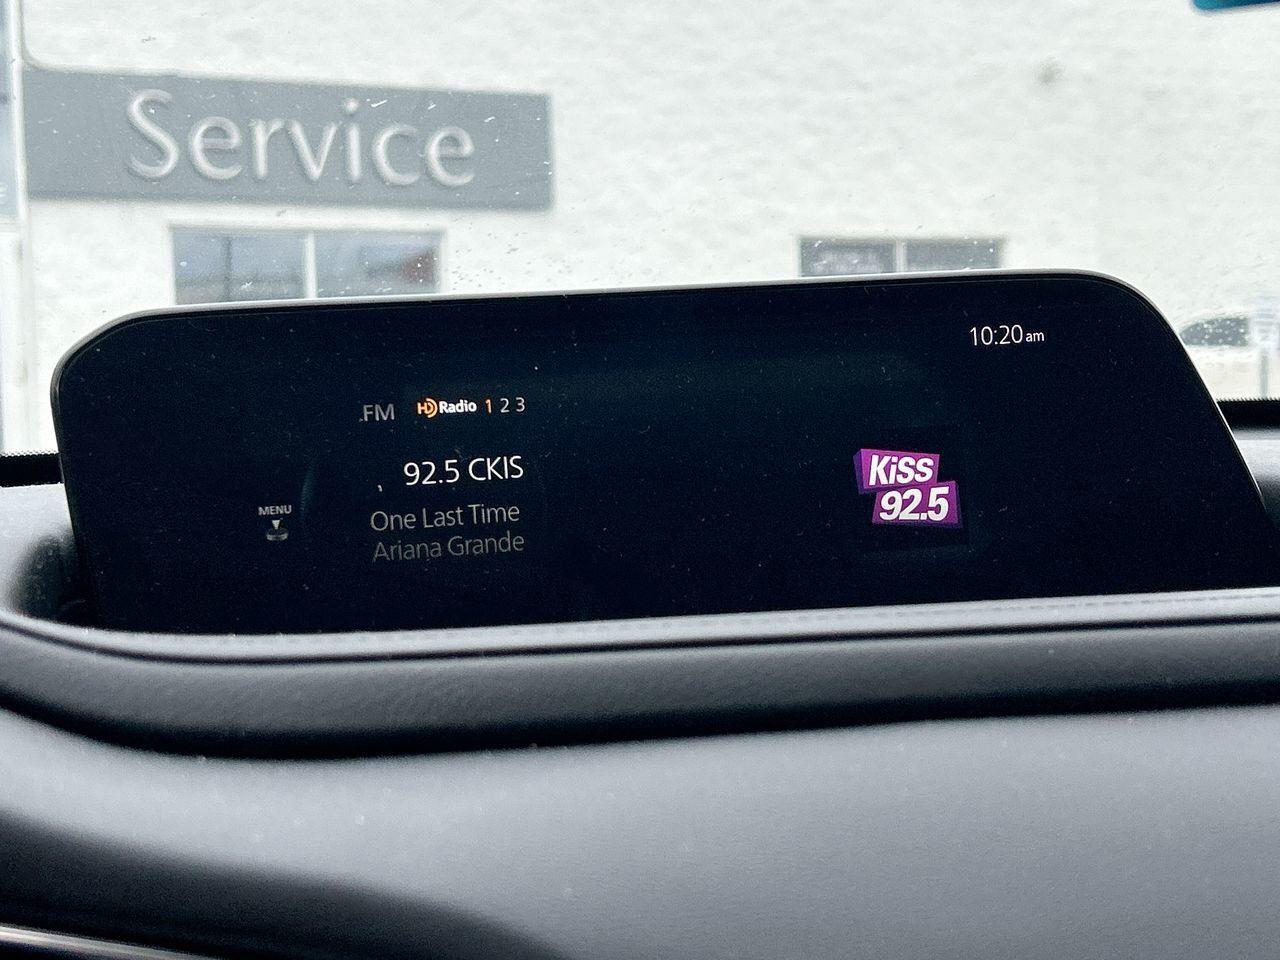 Service
10:20am
FM HD Radio 1 2 3
92.5 CKIS
MENU
One Last Time
Ariana Grande
KiSS
92.5